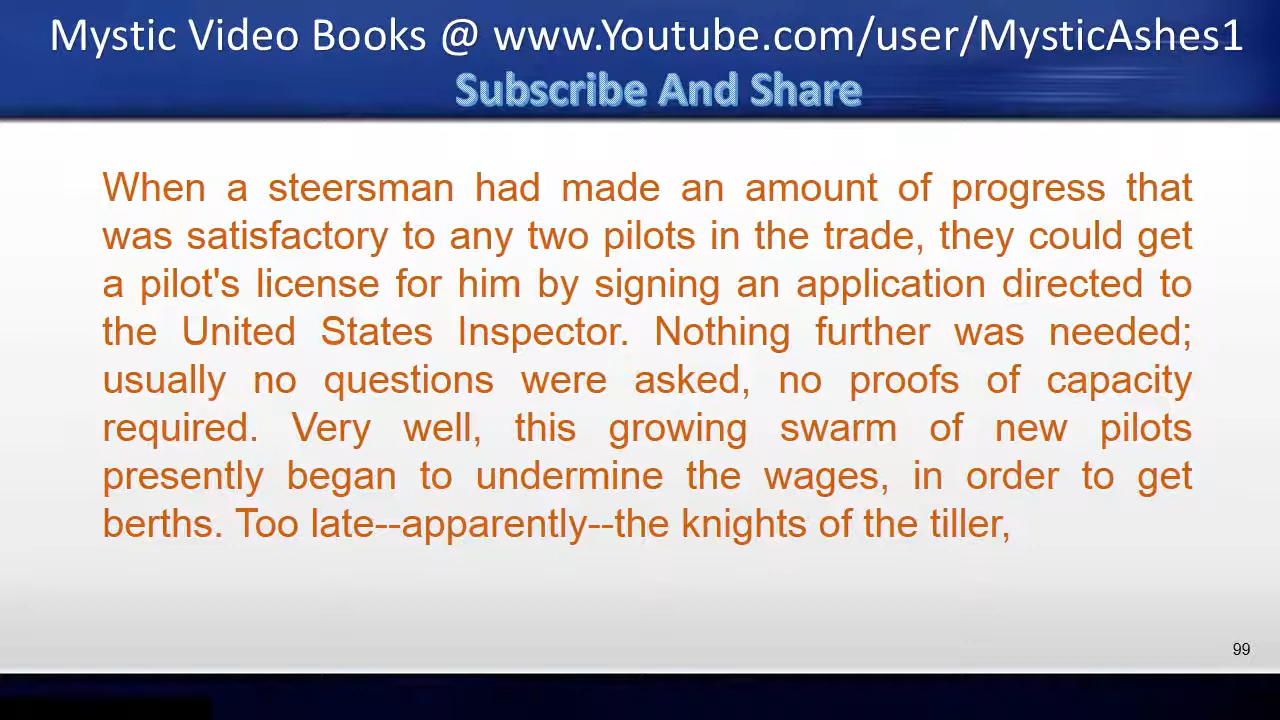 Mystic Video Books @ www.Youtube.com/user/MysticAshes1
Subscribe And Share
When a steersman had made an amount of progress that
was satisfactory to any two pilots in the trade, they could get
a pilot's license for him by signing an application directed to
the United States Inspector. Nothing further was needed;
usually no questions were asked, no proofs of capacity
required. Very well, this growing swarm of new pilots
presently began to undermine the wages, in order to get
berths. Too late--apparently--the knights of the tiller,
99